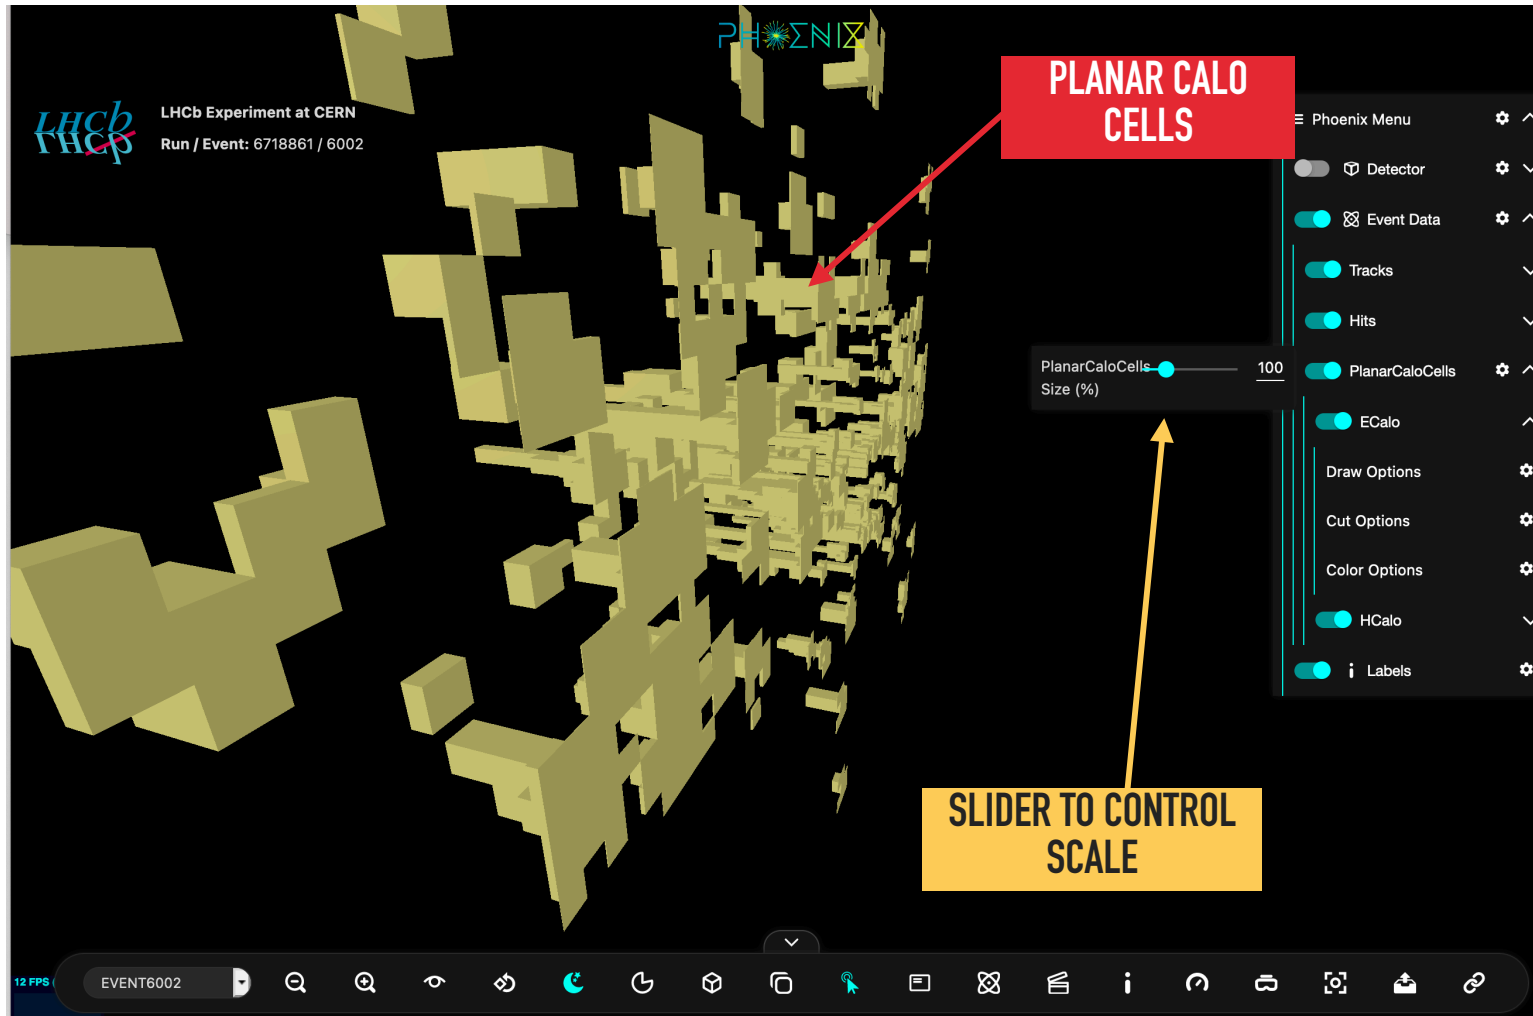 PHOENIX
PLANAR CALO
CELLS
LHCb
LHCb Experiment at CERN
Run / Event: 6718861 / 6002
Phoenix Menu
Detector
Event Data
Tracks
Hits
PlanarCaloCells
Size (%)
100
PlanarCaloCells
ECalo
Draw Options
Cut Options
Color Options
HCalo
Labels
SLIDER TO CONTROL
SCALE
12 FPS
EVENT6002